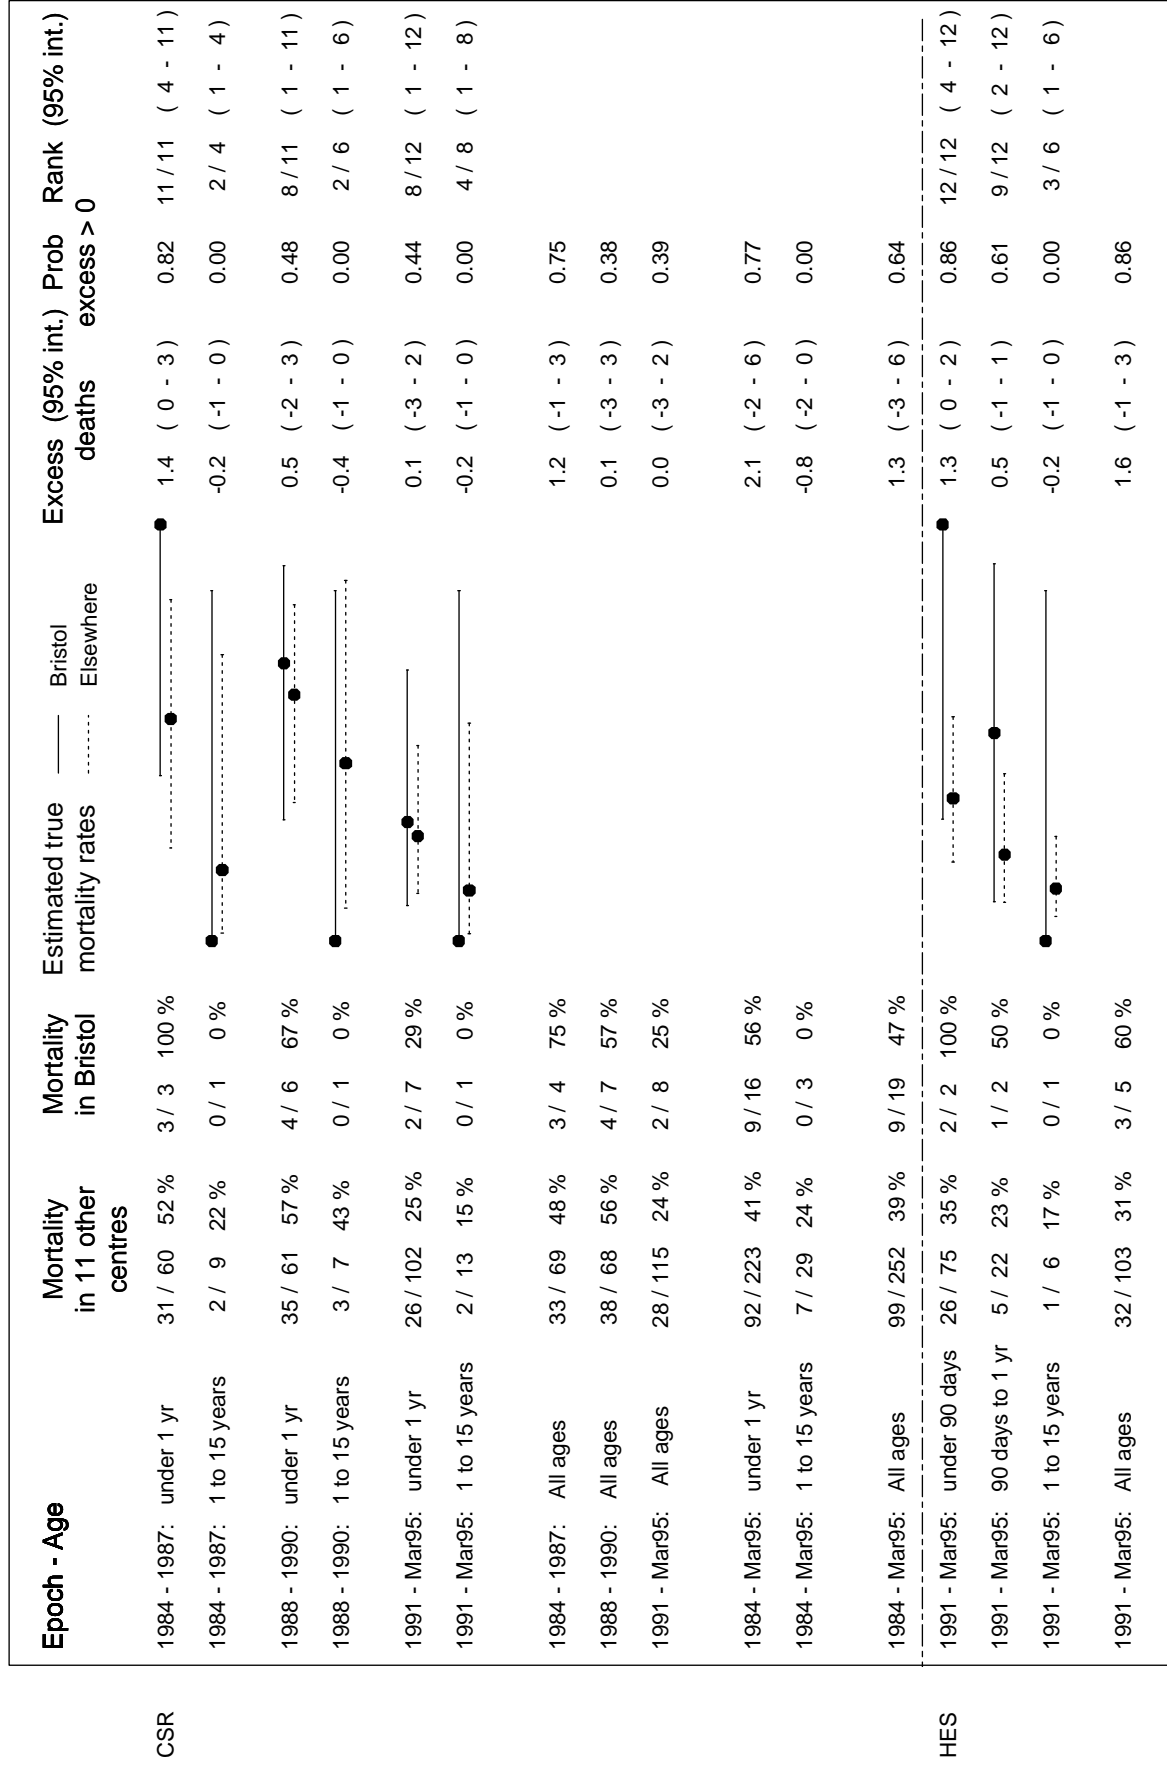 Epoch - Age Mortality in 11 other centres Mortality in Bristol Estimated true mortality rates Bristol Elsewhere Excess (95% int.) deaths Prob excess > 0 Rank (95% int.)
CSR
1984 - 1987: under 1 yr 31 / 60 52 % 3 / 3 100 % 1.4 ( 0 - 3 ) 0.82 11 / 11 ( 4 - 11 )
1984 - 1987: 1 to 15 years 2 / 9 22 % 0 / 1 0 % -0.2 ( -1 - 0 ) 0.00 2 / 4 ( 1 - 4 )
1988 - 1990: under 1 yr 35 / 61 57 % 4 / 6 67 % 0.5 ( -2 - 3 ) 0.48 8 / 11 ( 1 - 11 )
1988 - 1990: 1 to 15 years 3 / 7 43 % 0 / 1 0 % -0.4 ( -1 - 0 ) 0.00 2 / 6 ( 1 - 6 )
1991 - Mar95: under 1 yr 26 / 102 25 % 2 / 7 29 % 0.1 ( -3 - 2 ) 0.44 8 / 12 ( 1 - 12 )
1991 - Mar95: 1 to 15 years 2 / 13 15 % 0 / 1 0 % -0.2 ( -1 - 0 ) 0.00 4 / 8 ( 1 - 8 )
1984 - 1987: All ages 33 / 69 48 % 3 / 4 75 % 1.2 ( -1 - 3 ) 0.75
1988 - 1990: All ages 38 / 68 56 % 4 / 7 57 % 0.1 ( -3 - 3 ) 0.38
1991 - Mar95: All ages 28 / 115 24 % 2 / 8 25 % 0.0 ( -3 - 2 ) 0.39
1984 - Mar95: under 1 yr 92 / 223 41 % 9 / 16 56 % 2.1 ( -2 - 6 ) 0.77
1984 - Mar95: 1 to 15 years 7 / 29 24 % 0 / 3 0 % -0.8 ( -2 - 0 ) 0.00
1984 - Mar95: All ages 99 / 252 39 % 9 / 19 47 % 1.3 ( -3 - 6 ) 0.64
HES
1991 - Mar95: under 90 days 26 / 75 35 % 2 / 2 100 % 1.3 ( 0 - 2 ) 0.86 12 / 12 ( 4 - 12 )
1991 - Mar95: 90 days to 1 yr 5 / 22 23 % 1 / 2 50 % 0.5 ( -1 - 1 ) 0.61 9 / 12 ( 2 - 12 )
1991 - Mar95: 1 to 15 years 1 / 6 17 % 0 / 1 0 % -0.2 ( -1 - 0 ) 0.00 3 / 6 ( 1 - 6 )
1991 - Mar95: All ages 32 / 103 31 % 3 / 5 60 % 1.6 ( -1 - 3 ) 0.86